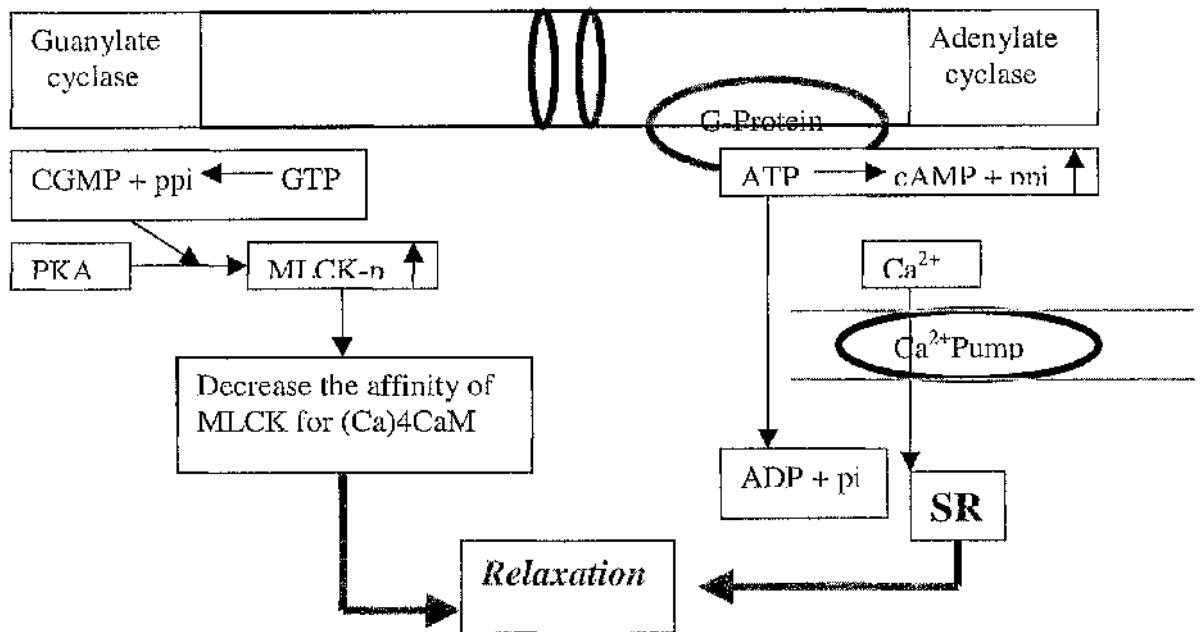 Guanylate
cyclase
Adenylate
cyclase
G-Protein
CGMP + ppi
GTP
ATP
cAMP + ppi
PKA
MLCK-p
Ca²⁺
Ca²⁺Pump
Decrease the affinity of
MLCK for (Ca)4CaM
ADP + pi
SR
Relaxation